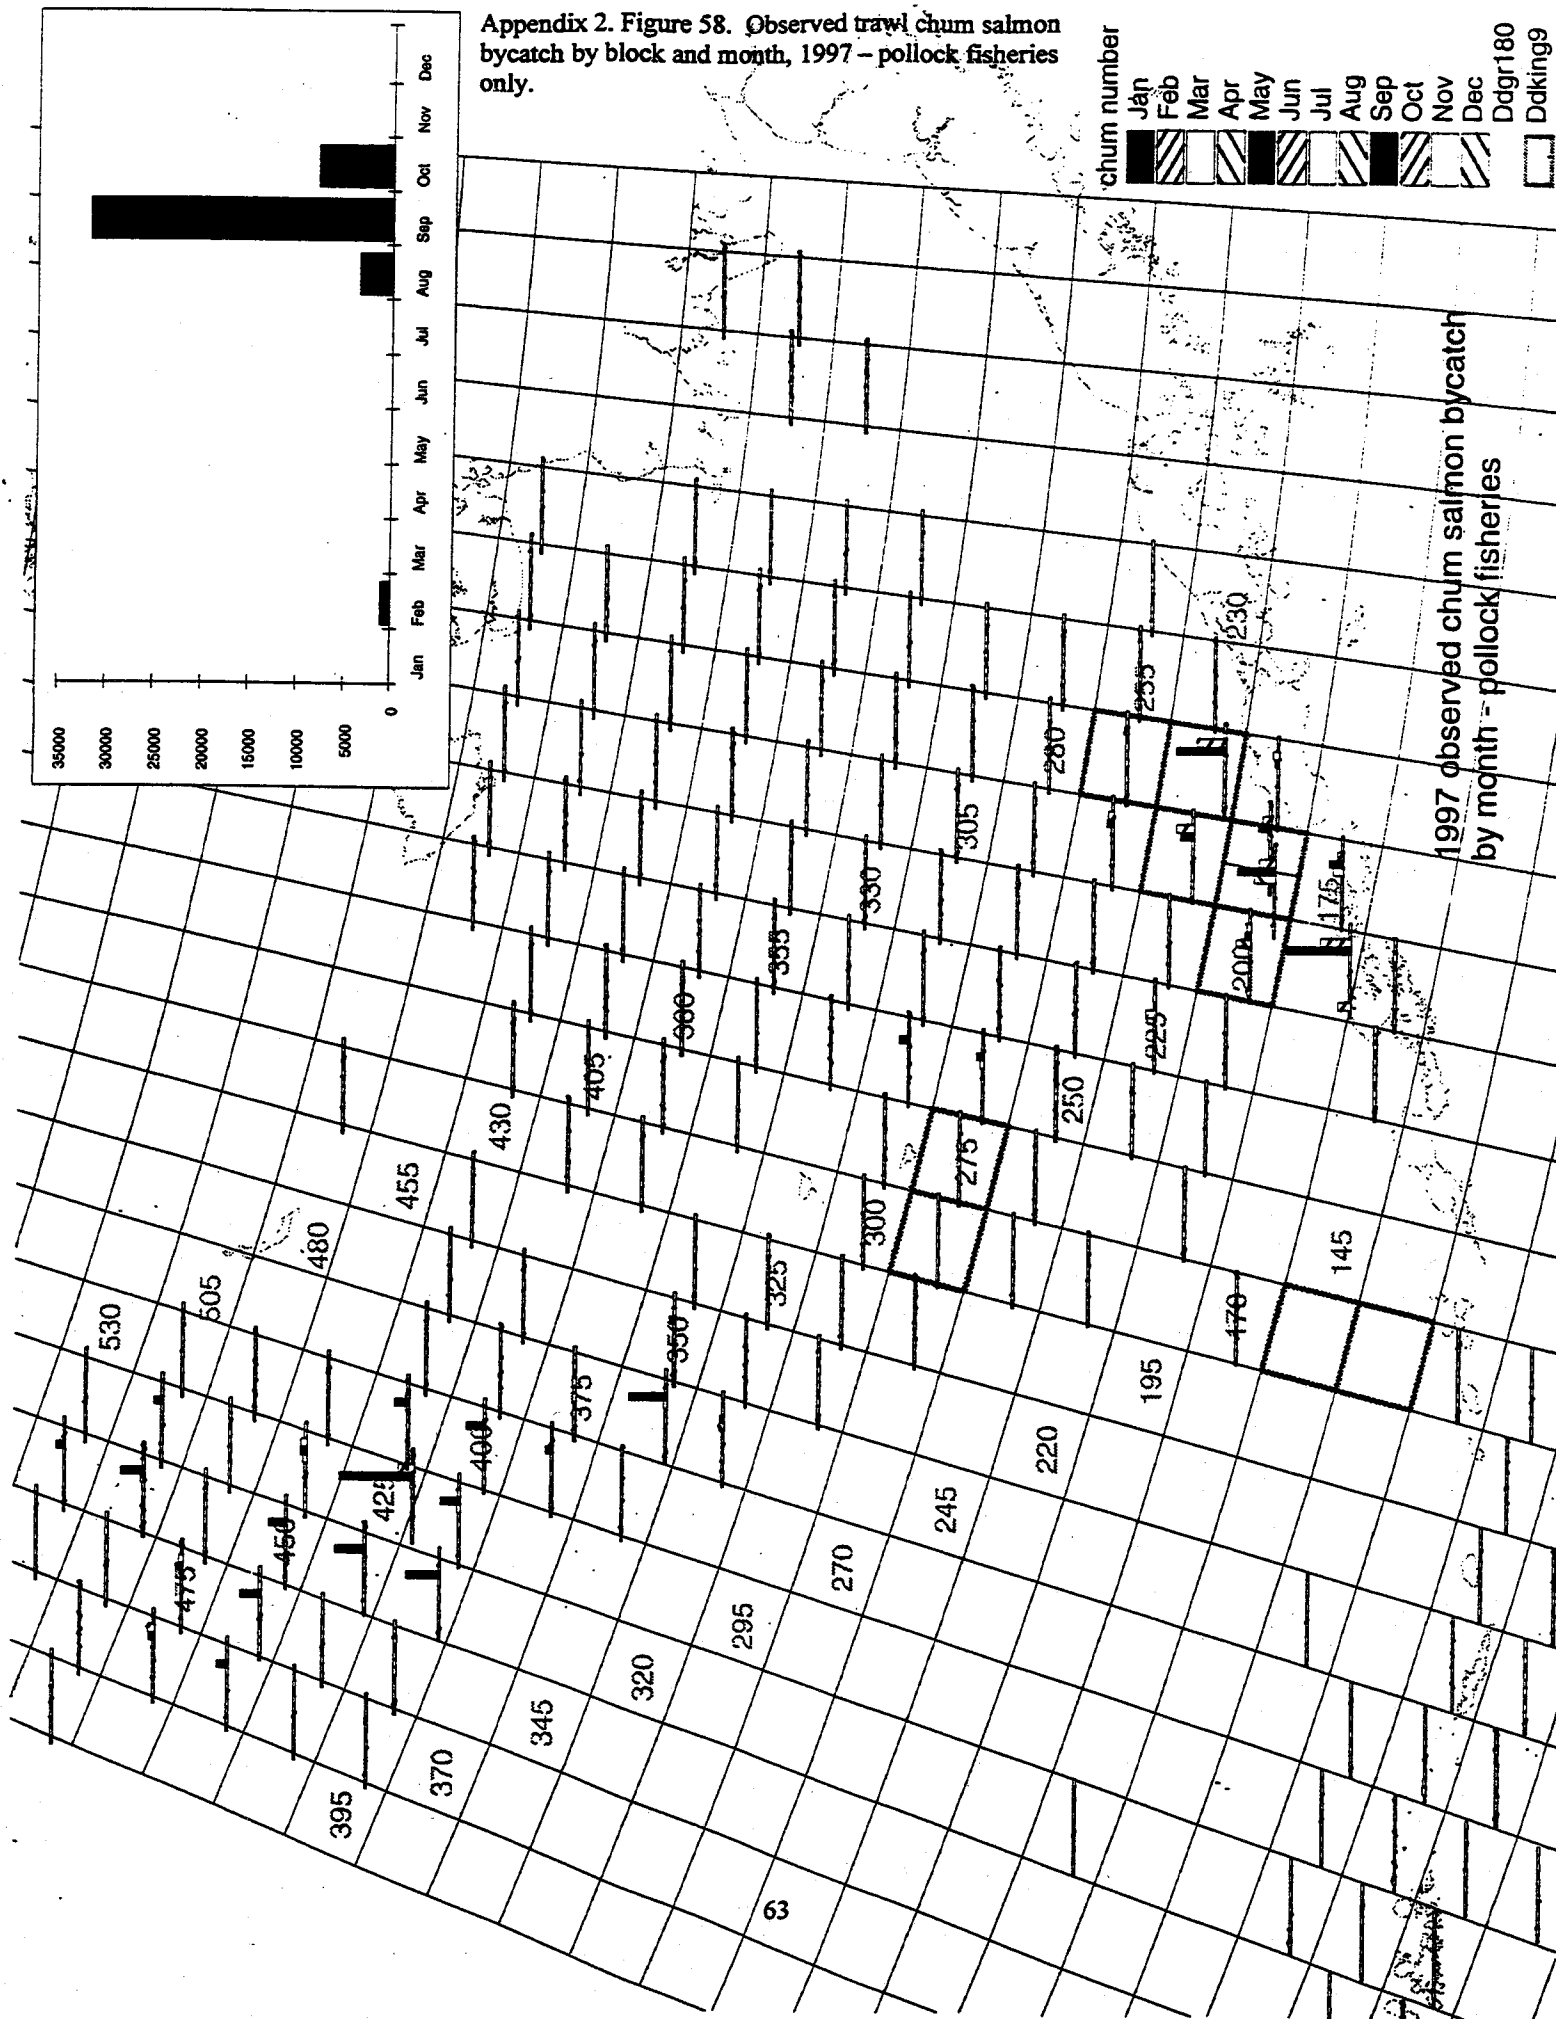 Appendix 2. Figure 58. Observed trawl chum salmon
bycatch by block and month, 1997 – pollock fisheries
only.
35000
30000
25000
20000
15000
10000
5000
0
Jan
Feb
Mar
Apr
May
Jun
Jul
Aug
Sep
Oct
Nov
Dec
chum number
Jan
Feb
Mar
Apr
May
Jun
Jul
Aug
Sep
Oct
Nov
Dec
Ddgr180
Ddking9
1997 observed chum salmon bycatch
by month - pollock fisheries
530
505
480
455
430
405
380
355
330
305
280
255
230
475
450
425
400
375
350
325
300
275
250
225
200
175
395
370
345
320
295
270
245
220
195
170
145
63